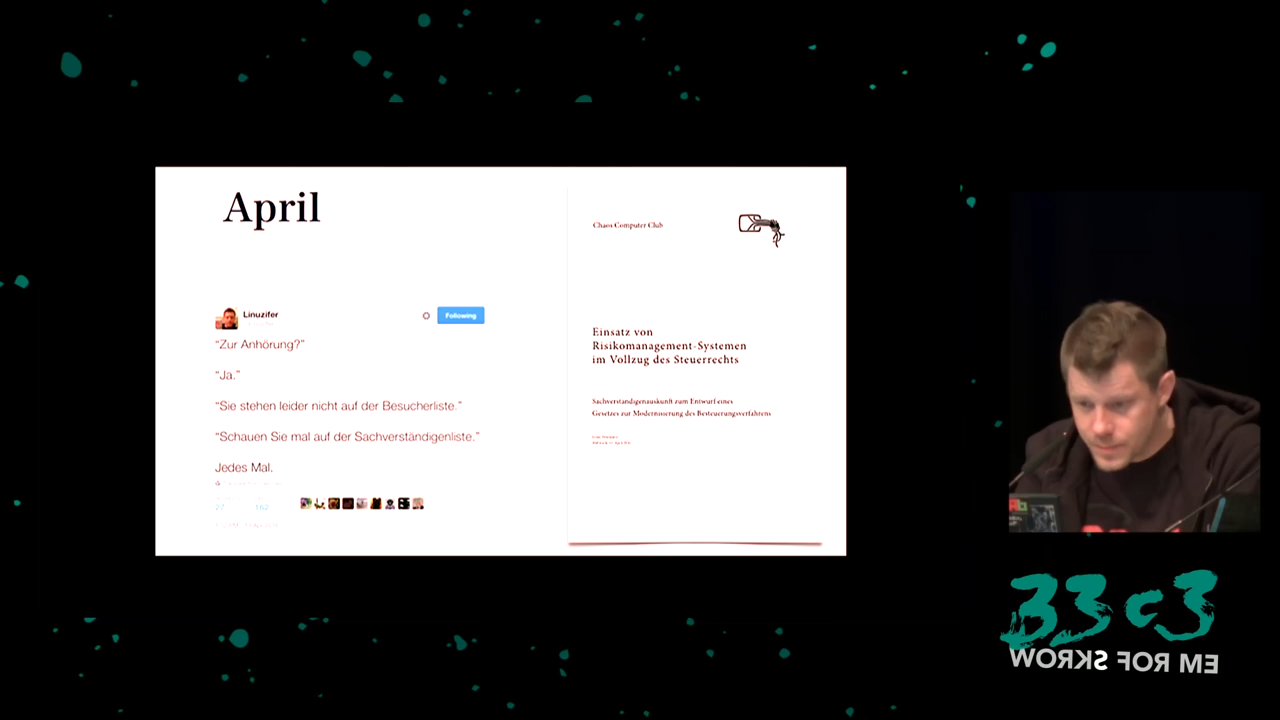 April
Linuzifer
Following
“Zur Anhörung?”
“Ja.”
“Sie stehen leider nicht auf der Besucherliste.”
“Schauen Sie mal auf der Sachverständigenliste.”
Jedes Mal.
27 162
Chaos Computer Club
Einsatz von
Risikomanagement-Systemen
im Vollzug des Steuerrechts
Sachverständigenauskunft zum Entwurf eines
Gesetzes zur Modernisierung des Besteuerungsverfahrens
33c3
WORKS FOR ME